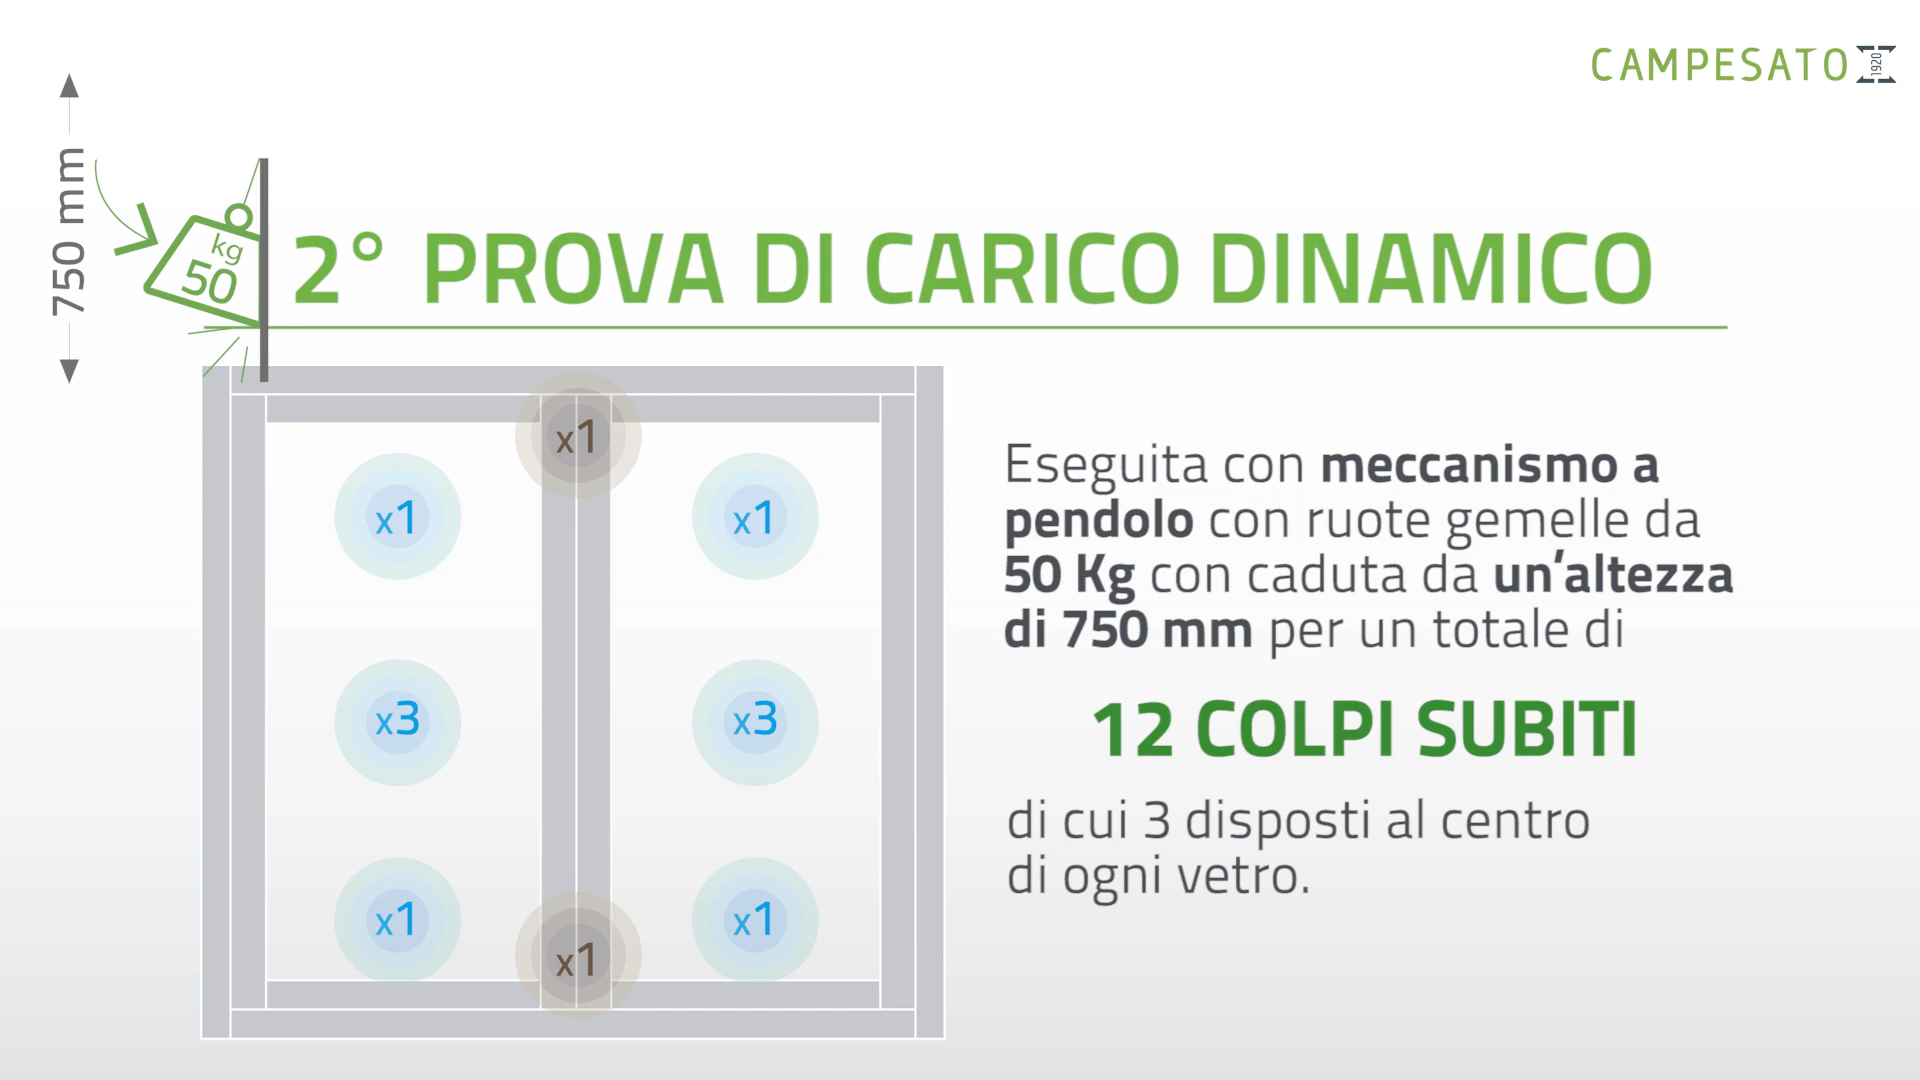 CAMPESATO
1920
750 mm
kg
50
2° PROVA DI CARICO DINAMICO
x1
x1
x1
x3
x3
x1
x1
x1
Eseguita con meccanismo a
pendolo con ruote gemelle da
50 Kg con caduta da un’altezza
di 750 mm per un totale di
12 COLPI SUBITI
di cui 3 disposti al centro
di ogni vetro.